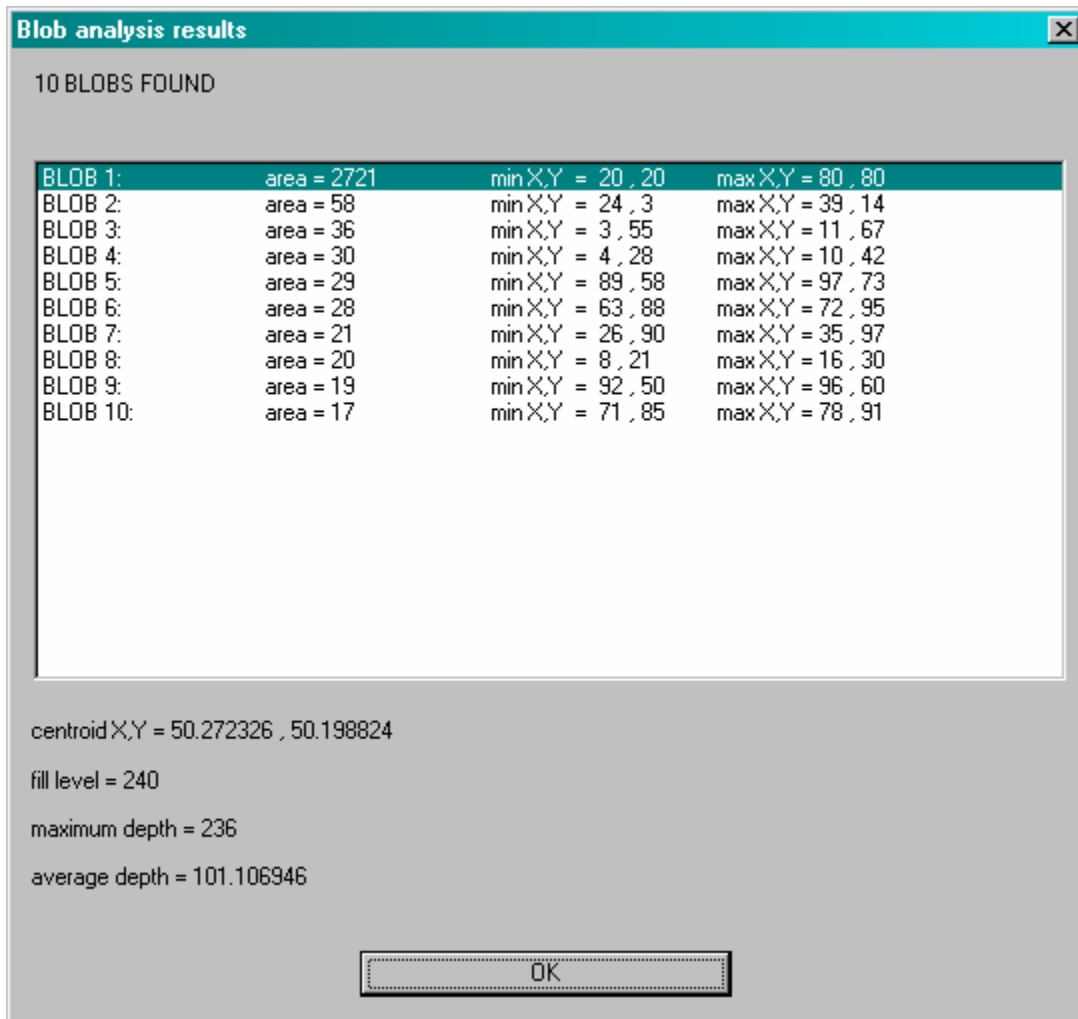 Blob analysis results
10 BLOBS FOUND
BLOB 1: area = 2721 min X,Y = 20 , 20 max X,Y = 80 , 80
BLOB 2: area = 58 min X,Y = 24 , 3 max X,Y = 39 , 14
BLOB 3: area = 36 min X,Y = 3 , 55 max X,Y = 11 , 67
BLOB 4: area = 30 min X,Y = 4 , 28 max X,Y = 10 , 42
BLOB 5: area = 29 min X,Y = 89 , 58 max X,Y = 97 , 73
BLOB 6: area = 28 min X,Y = 63 , 88 max X,Y = 72 , 95
BLOB 7: area = 21 min X,Y = 26 , 90 max X,Y = 35 , 97
BLOB 8: area = 20 min X,Y = 8 , 21 max X,Y = 16 , 30
BLOB 9: area = 19 min X,Y = 92 , 50 max X,Y = 96 , 60
BLOB 10: area = 17 min X,Y = 71 , 85 max X,Y = 78 , 91
centroid X,Y = 50.272326 , 50.198824
fill level = 240
maximum depth = 236
average depth = 101.106946
OK